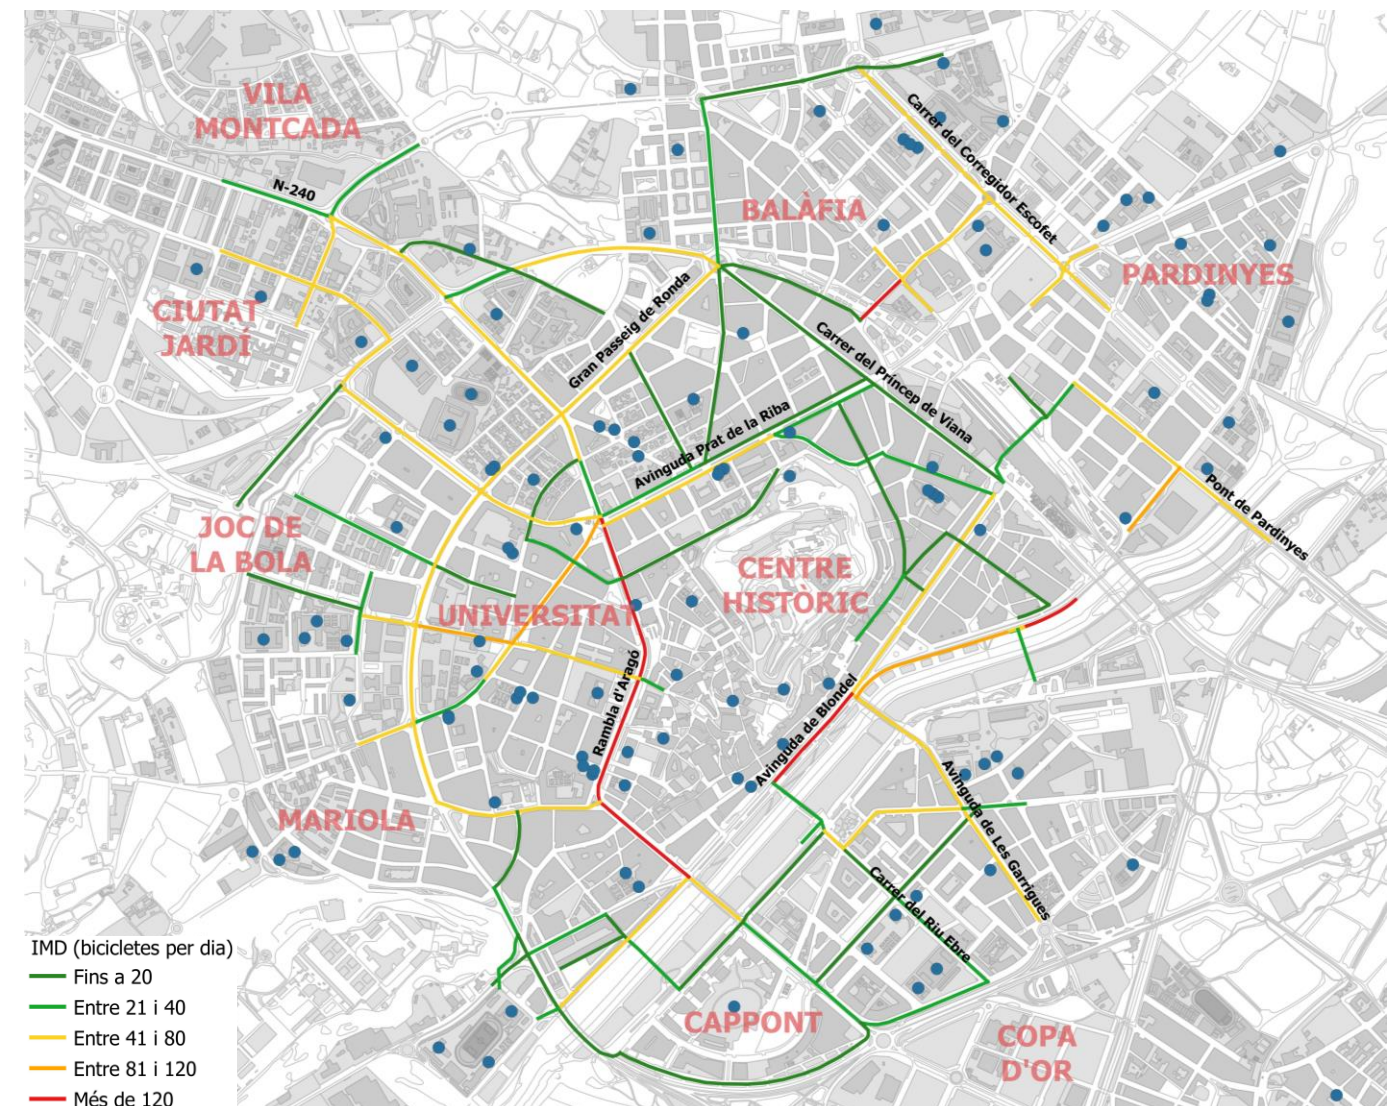 VILA
MONTCADA
N-240
CIUTAT
JARDÍ
BALÀFIA
Carrer del Corregidor Escofet
PARDINYES
Gran Passeig de Ronda
Carrer del Príncep de Viana
Avinguda Prat de la Riba
Pont de Pardinyes
JOC DE
LA BOLA
UNIVERSITAT
CENTRE
HISTÒRIC
Rambla d'Aragó
Avinguda de Blondel
Avinguda de Les Garrigues
MARIOLA
Carrer del Riu Ebre
CAPPONT
COPA
D'OR
IMD (bicicletes per dia)
Fins a 20
Entre 21 i 40
Entre 41 i 80
Entre 81 i 120
Més de 120